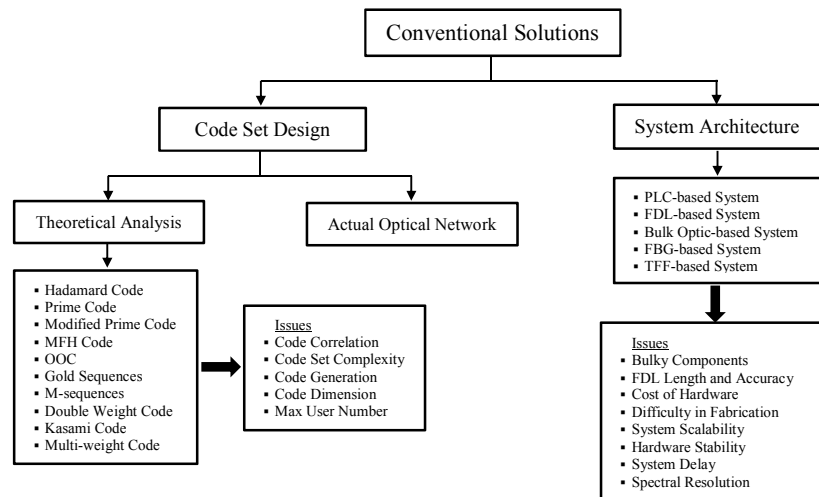 Conventional Solutions
Code Set Design
System Architecture
Theoretical Analysis
Actual Optical Network
▪ PLC-based System
▪ FDL-based System
▪ Bulk Optic-based System
▪ FBG-based System
▪ TFF-based System
▪ Hadamard Code
▪ Prime Code
▪ Modified Prime Code
▪ MFH Code
▪ OOC
▪ Gold Sequences
▪ M-sequences
▪ Double Weight Code
▪ Kasami Code
▪ Multi-weight Code
Issues
▪ Code Correlation
▪ Code Set Complexity
▪ Code Generation
▪ Code Dimension
▪ Max User Number
Issues
▪ Bulky Components
▪ FDL Length and Accuracy
▪ Cost of Hardware
▪ Difficulty in Fabrication
▪ System Scalability
▪ Hardware Stability
▪ System Delay
▪ Spectral Resolution